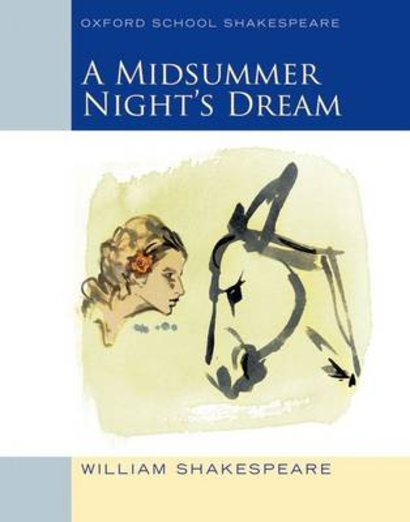 OXFORD SCHOOL SHAKESPEARE
A MIDSUMMER
NIGHT'S DREAM
WILLIAM SHAKESPEARE